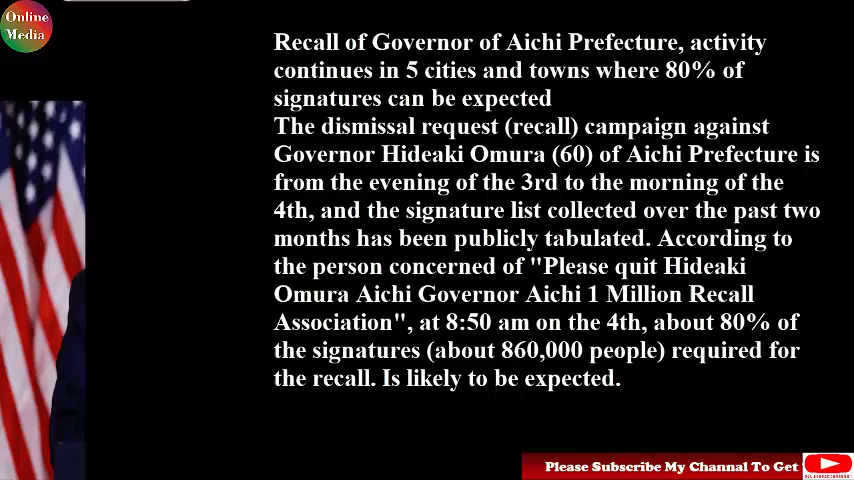 Online
Media
Recall of Governor of Aichi Prefecture, activity
continues in 5 cities and towns where 80% of
signatures can be expected
The dismissal request (recall) campaign against
Governor Hideaki Omura (60) of Aichi Prefecture is
from the evening of the 3rd to the morning of the
4th, and the signature list collected over the past two
months has been publicly tabulated. According to
the person concerned of "Please quit Hideaki
Omura Aichi Governor Aichi 1 Million Recall
Association", at 8:50 am on the 4th, about 80% of
the signatures (about 860,000 people) required for
the recall. Is likely to be expected.
Please Subscribe My Channal To Get